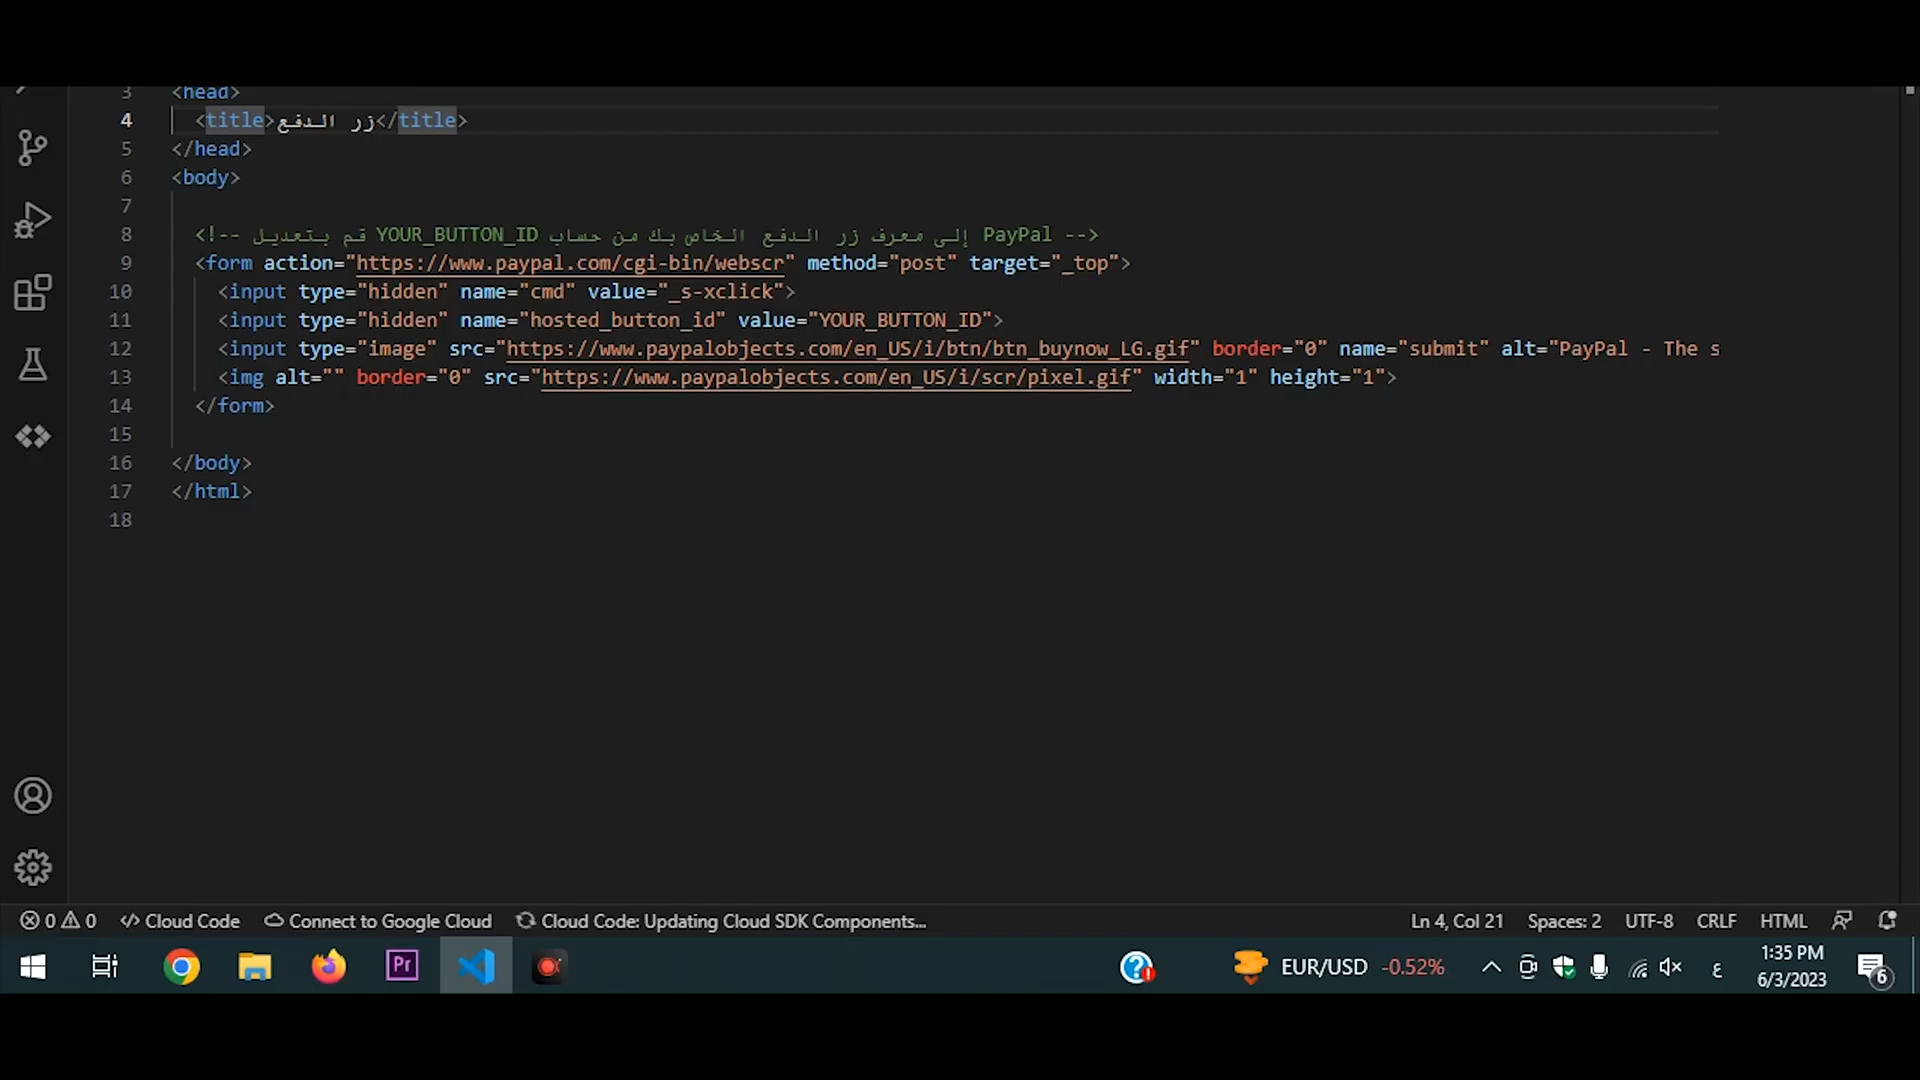 3 <head>
4 <title>زر الدفع</title>
5 </head>
6 <body>
7
8 <!-- قم بتعديل YOUR_BUTTON_ID إلى معرف زر الدفع الخاص بك من حساب PayPal -->
9 <form action="https://www.paypal.com/cgi-bin/webscr" method="post" target="_top">
10 <input type="hidden" name="cmd" value="_s-xclick">
11 <input type="hidden" name="hosted_button_id" value="YOUR_BUTTON_ID">
12 <input type="image" src="https://www.paypalobjects.com/en_US/i/btn/btn_buynow_LG.gif" border="0" name="submit" alt="PayPal - The s
13 <img alt="" border="0" src="https://www.paypalobjects.com/en_US/i/scr/pixel.gif" width="1" height="1">
14 </form>
15
16 </body>
17 </html>
18
0 0 Cloud Code Connect to Google Cloud Cloud Code: Updating Cloud SDK Components... Ln 4, Col 21 Spaces: 2 UTF-8 CRLF HTML
Pr EUR/USD -0.52% ع 1:35 PM
6/3/2023 6